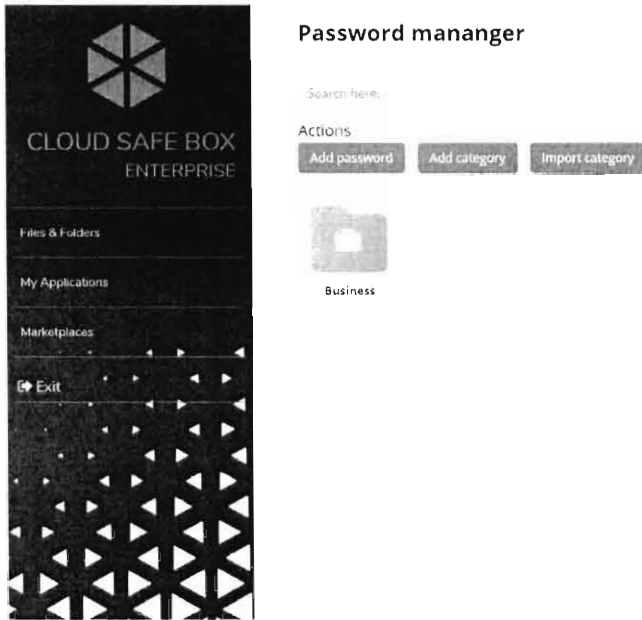 CLOUD SAFE BOX
ENTERPRISE
Files & Folders
My Applications
Marketplaces
Exit
Password mananger
Search here.
Actions
Add password Add category Import category
Business